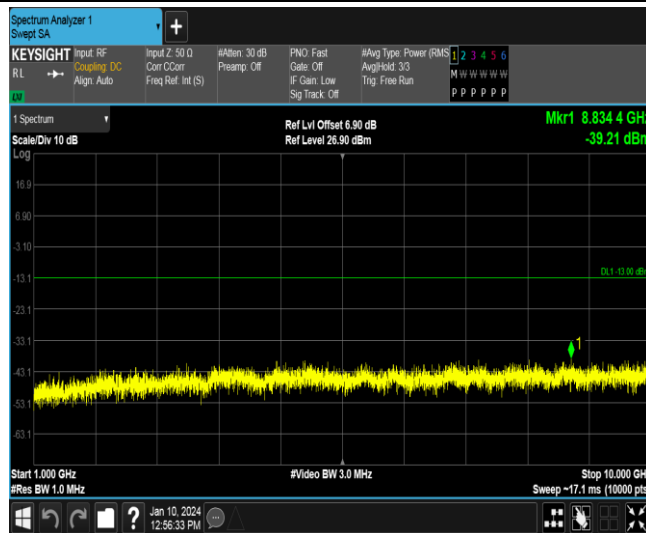 Spectrum Analyzer 1
Swept SA
+
KEYSIGHT
RL
LXI
Input: RF
Coupling: DC
Align: Auto
Input Z: 50 Ω
Corr CCorr
Freq Ref: Int (S)
#Atten: 30 dB
Preamp: Off
PNO: Fast
Gate: Off
IF Gain: Low
Sig Track: Off
#Avg Type: Power (RMS
Avg|Hold: 3/3
Trig: Free Run
1 2 3 4 5 6
M W W W W W
P P P P P P
1 Spectrum
Scale/Div 10 dB
Log
Ref Lvl Offset 6.90 dB
Ref Level 26.90 dBm
Mkr1 8.834 4 GHz
-39.21 dBm
16.9
6.90
-3.10
-13.1
DL1 -13.00 dBm
-23.1
-33.1
1
-43.1
-53.1
-63.1
Start 1.000 GHz
#Res BW 1.0 MHz
#Video BW 3.0 MHz
Stop 10.000 GHz
Sweep ~17.1 ms (10000 pts)
?
Jan 10, 2024
12:56:33 PM